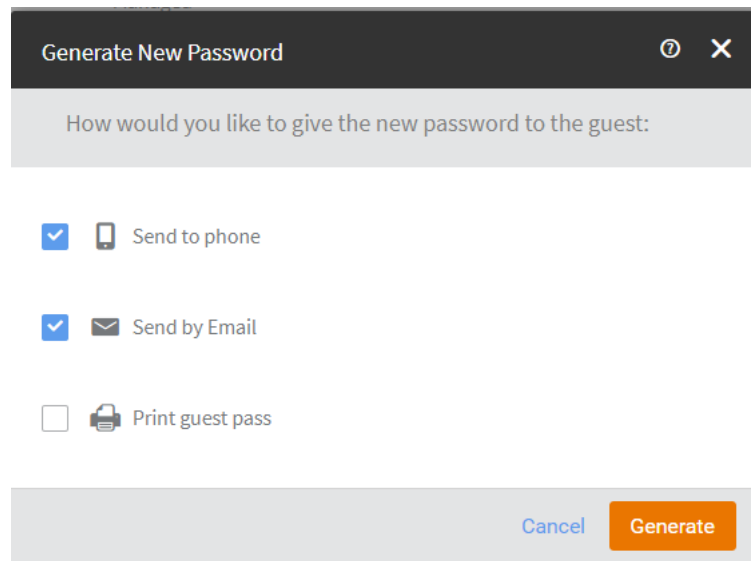 Generate New Password
How would you like to give the new password to the guest:
Send to phone
Send by Email
Print guest pass
Cancel Generate